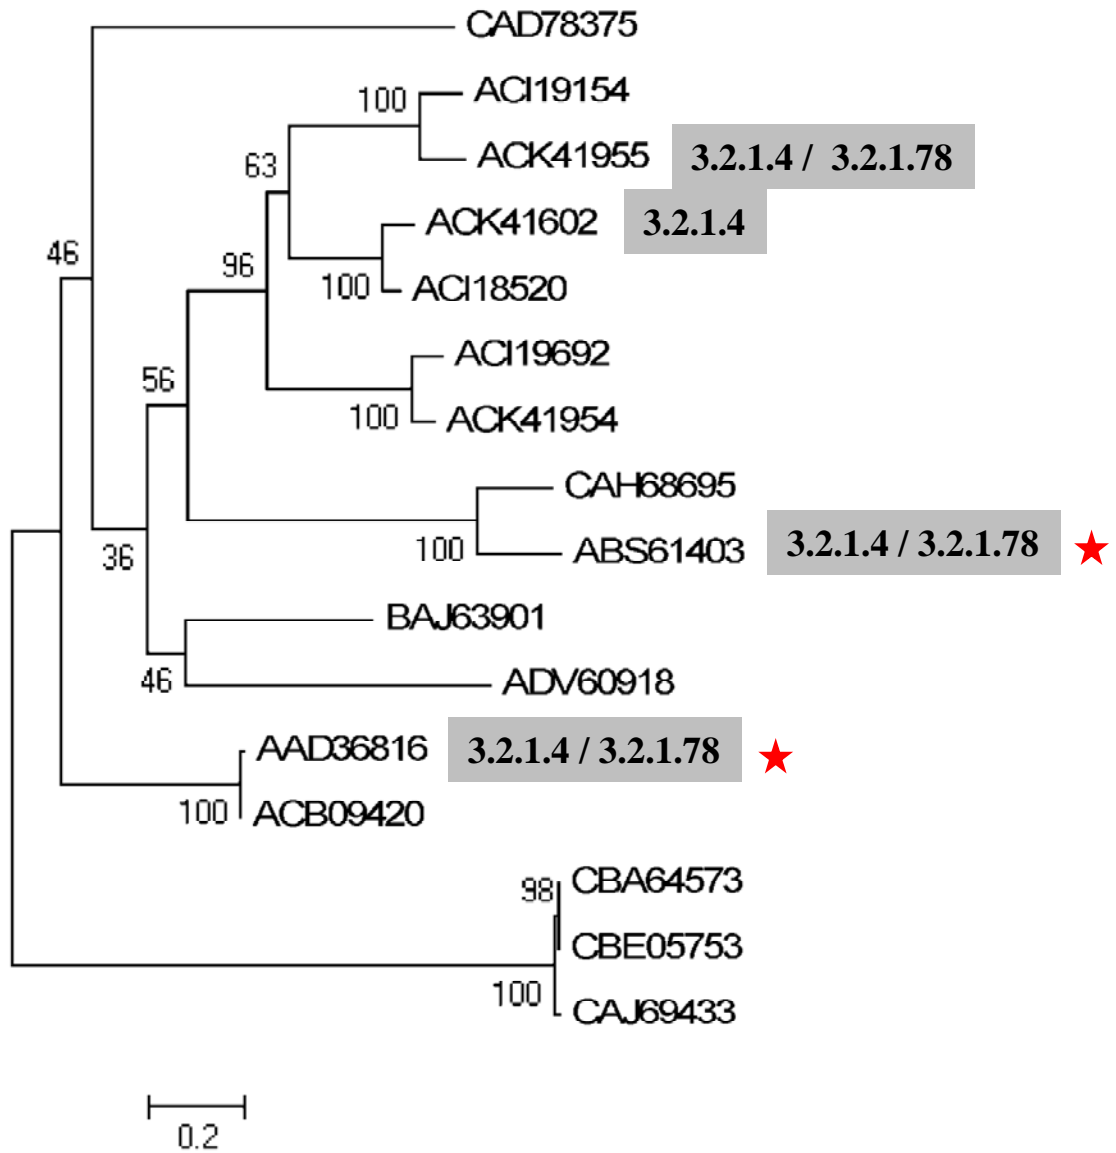 CAD78375
ACI19154
100
ACK41955 3.2.1.4 / 3.2.1.78
63
ACK41602 3.2.1.4
46
96
100 ACI18520
ACI19692
56
100 ACK41954
CAH68695
36
100 ABS61403 3.2.1.4 / 3.2.1.78
BAJ63901
46 ADV60918
AAD36816 3.2.1.4 / 3.2.1.78
100 ACB09420
98 CBA64573
CBE05753
100 CAJ69433
0.2